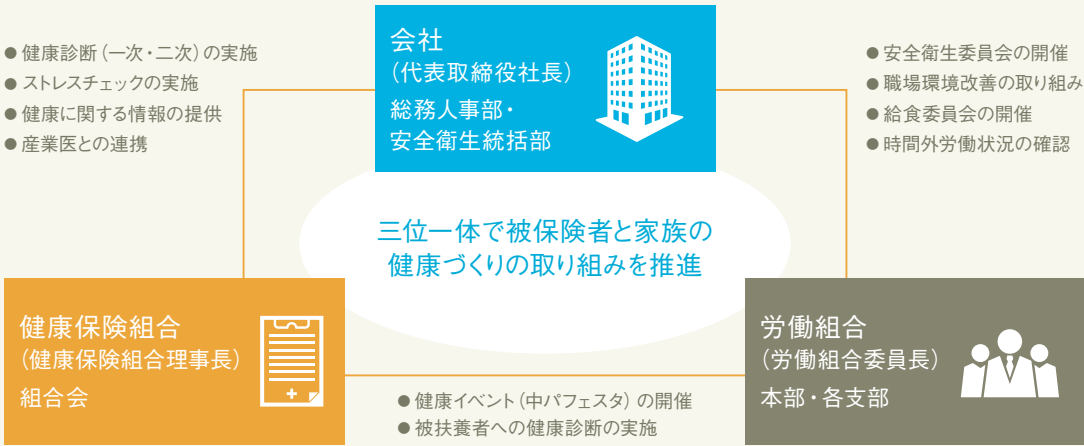 会社
（代表取締役社長）
総務人事部・
安全衛生統括部
● 健康診断（一次・二次）の実施
● ストレスチェックの実施
● 健康に関する情報の提供
● 産業医との連携
● 安全衛生委員会の開催
● 職場環境改善の取り組み
● 給食委員会の開催
● 時間外労働状況の確認
三位一体で被保険者と家族の
健康づくりの取り組みを推進
健康保険組合
（健康保険組合理事長）
組合会
労働組合
（労働組合委員長）
本部・各支部
● 健康イベント（中パフェスタ）の開催
● 被扶養者への健康診断の実施